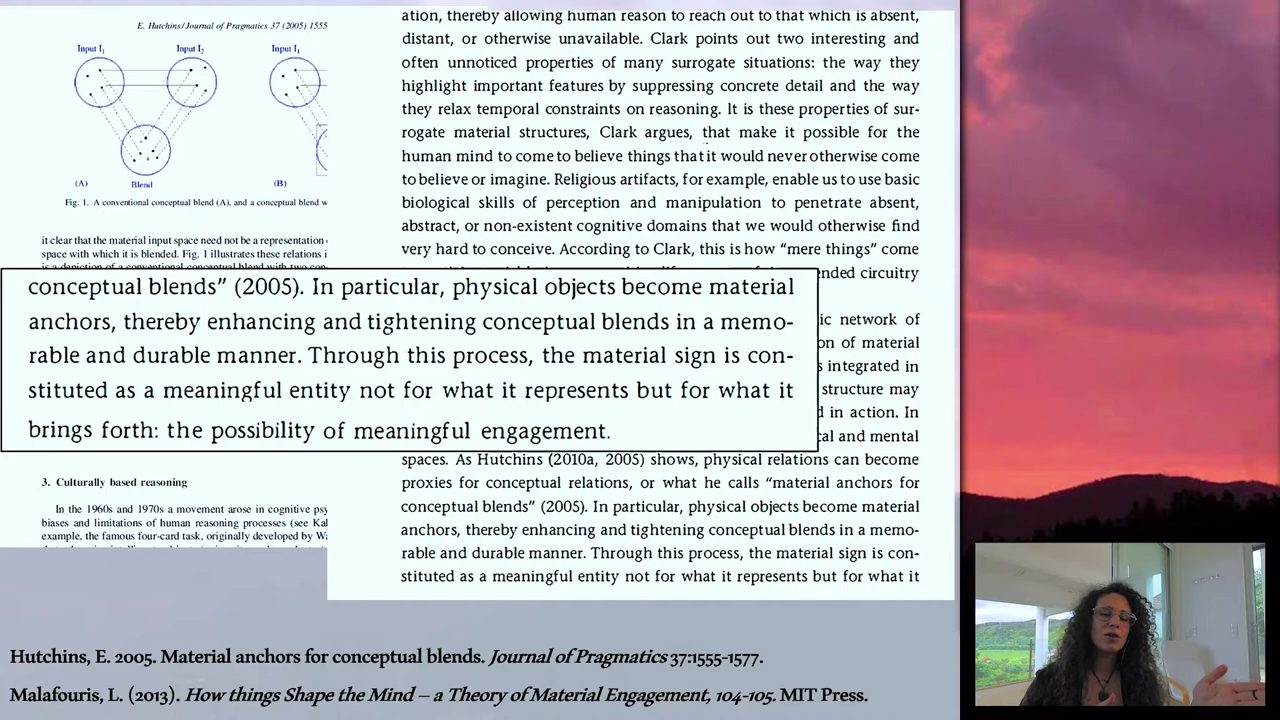 E. Hutchins/Journal of Pragmatics 37 (2005) 1555
Input I1 Input I2 Input I1
(A) Blend (B)
Fig. 1. A conventional conceptual blend (A), and a conceptual blend w
it clear that the material input space need not be a representation
space with which it is blended. Fig. 1 illustrates these relations i
is a depiction of a conventional conceptual blend with two con
3. Culturally based reasoning
In the 1960s and 1970s a movement arose in cognitive psy
biases and limitations of human reasoning processes (see Kal
example, the famous four-card task, originally developed by Wa
ation, thereby allowing human reason to reach out to that which is absent,
distant, or otherwise unavailable. Clark points out two interesting and
often unnoticed properties of many surrogate situations: the way they
highlight important features by suppressing concrete detail and the way
they relax temporal constraints on reasoning. It is these properties of sur-
rogate material structures, Clark argues, that make it possible for the
human mind to come to believe things that it would never otherwise come
to believe or imagine. Religious artifacts, for example, enable us to use basic
biological skills of perception and manipulation to penetrate absent,
abstract, or non-existent cognitive domains that we would otherwise find
very hard to conceive. According to Clark, this is how “mere things” come
ended circuitry
ic network of
on of material
s integrated in
structure may
d in action. In
cal and mental
spaces. As Hutchins (2010a, 2005) shows, physical relations can become
proxies for conceptual relations, or what he calls “material anchors for
conceptual blends” (2005). In particular, physical objects become material
anchors, thereby enhancing and tightening conceptual blends in a memo-
rable and durable manner. Through this process, the material sign is con-
stituted as a meaningful entity not for what it represents but for what it
conceptual blends” (2005). In particular, physical objects become material
anchors, thereby enhancing and tightening conceptual blends in a memo-
rable and durable manner. Through this process, the material sign is con-
stituted as a meaningful entity not for what it represents but for what it
brings forth: the possibility of meaningful engagement.
Hutchins, E. 2005. Material anchors for conceptual blends. Journal of Pragmatics 37:1555-1577.
Malafouris, L. (2013). How things Shape the Mind – a Theory of Material Engagement, 104-105. MIT Press.